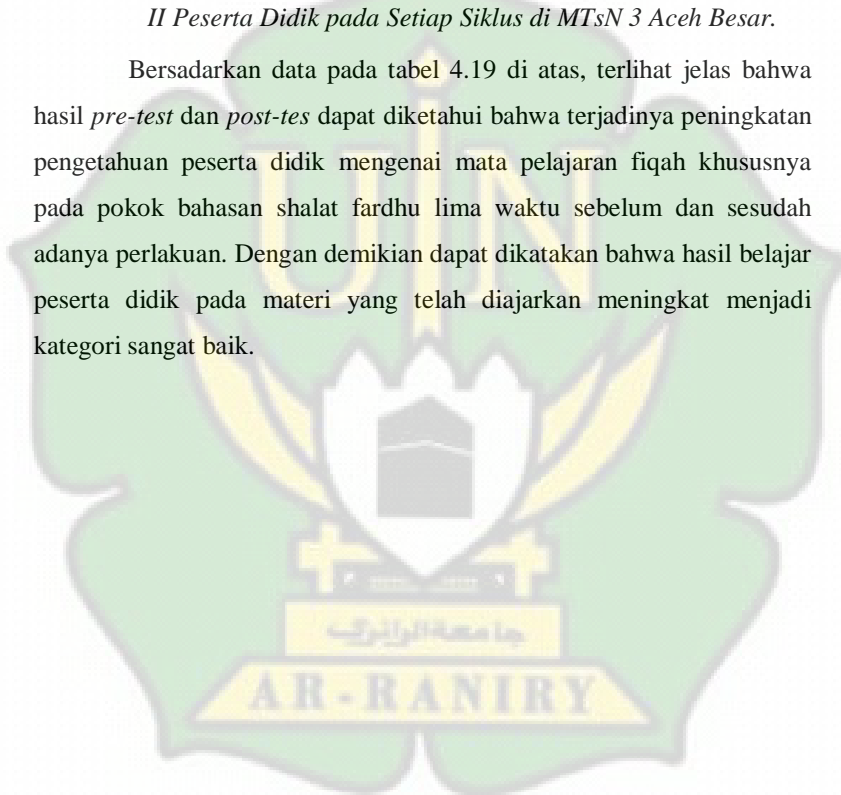 II Peserta Didik pada Setiap Siklus di MTsN 3 Aceh Besar.
Bersadarkan data pada tabel 4.19 di atas, terlihat jelas bahwa
hasil pre-test dan post-tes dapat diketahui bahwa terjadinya peningkatan
pengetahuan peserta didik mengenai mata pelajaran fiqah khususnya
pada pokok bahasan shalat fardhu lima waktu sebelum dan sesudah
adanya perlakuan. Dengan demikian dapat dikatakan bahwa hasil belajar
peserta didik pada materi yang telah diajarkan meningkat menjadi
kategori sangat baik.
UIN
جامعة الرانري
AR-RANIRY